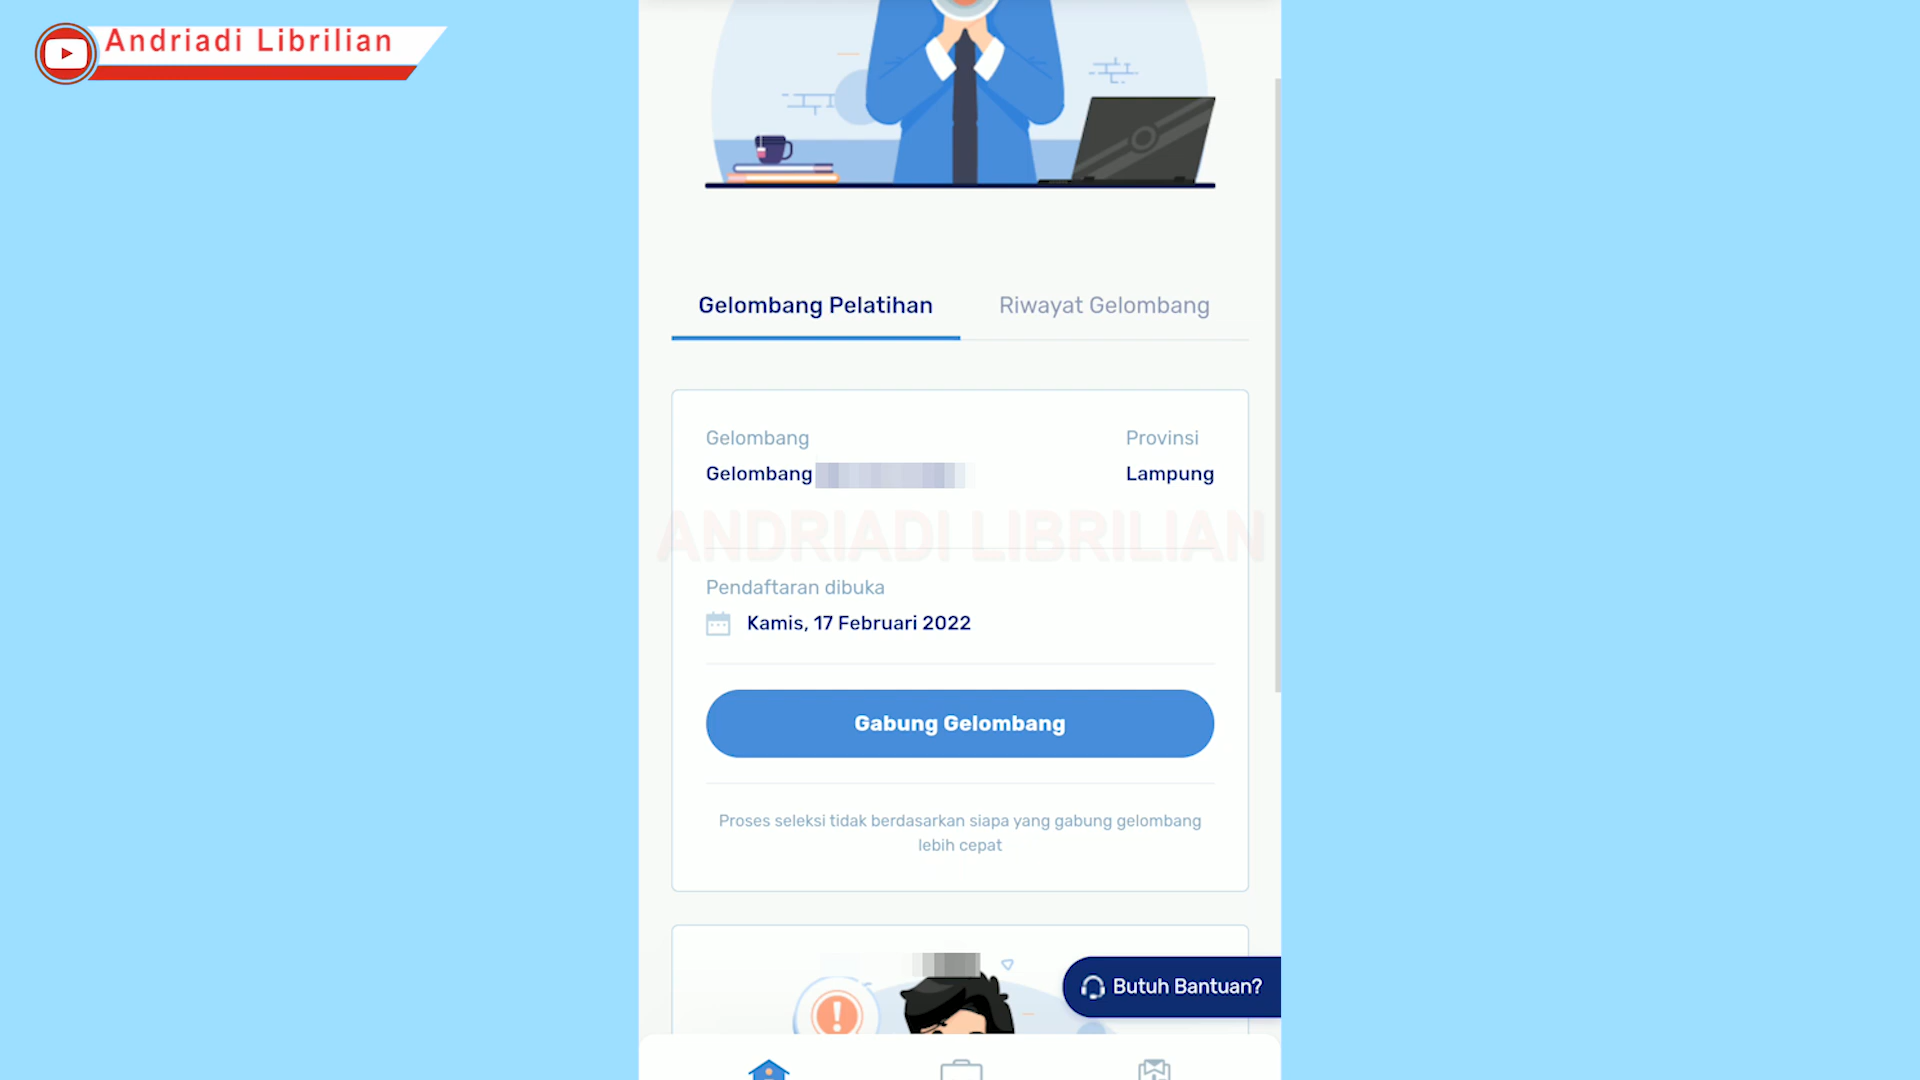 Andriadi Librilian
Gelombang Pelatihan
Riwayat Gelombang
Gelombang
Provinsi
Gelombang
Lampung
ANDRIADI LIBRILIAN
Pendaftaran dibuka
Kamis, 17 Februari 2022
Gabung Gelombang
Proses seleksi tidak berdasarkan siapa yang gabung gelombang
lebih cepat
Butuh Bantuan?